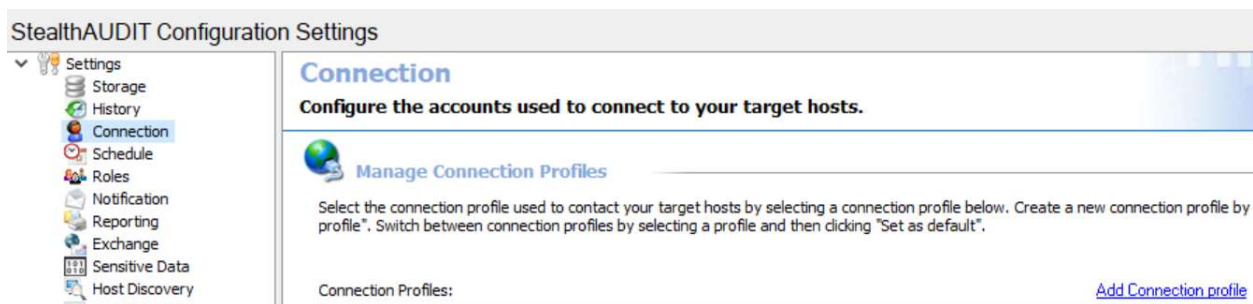 StealthAUDIT Configuration Settings
Settings
Storage
History
Connection
Schedule
Roles
Notification
Reporting
Exchange
Sensitive Data
Host Discovery
Connection
Configure the accounts used to connect to your target hosts.
Manage Connection Profiles
Select the connection profile used to contact your target hosts by selecting a connection profile below. Create a new connection profile by
profile". Switch between connection profiles by selecting a profile and then clicking "Set as default".
Connection Profiles:
Add Connection profile